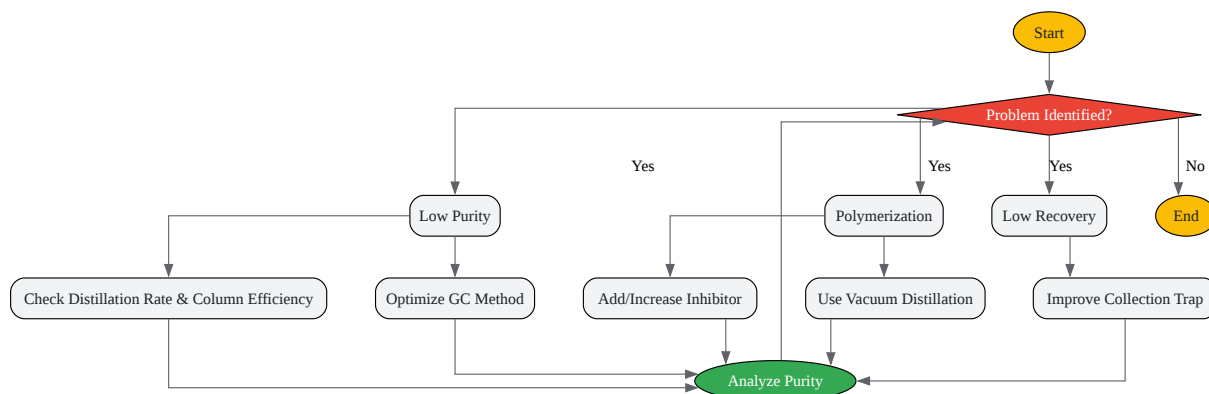 Start
Problem Identified?
Yes
Yes
Yes
No
Low Purity
Polymerization
Low Recovery
End
Check Distillation Rate & Column Efficiency
Optimize GC Method
Add/Increase Inhibitor
Use Vacuum Distillation
Improve Collection Trap
Analyze Purity